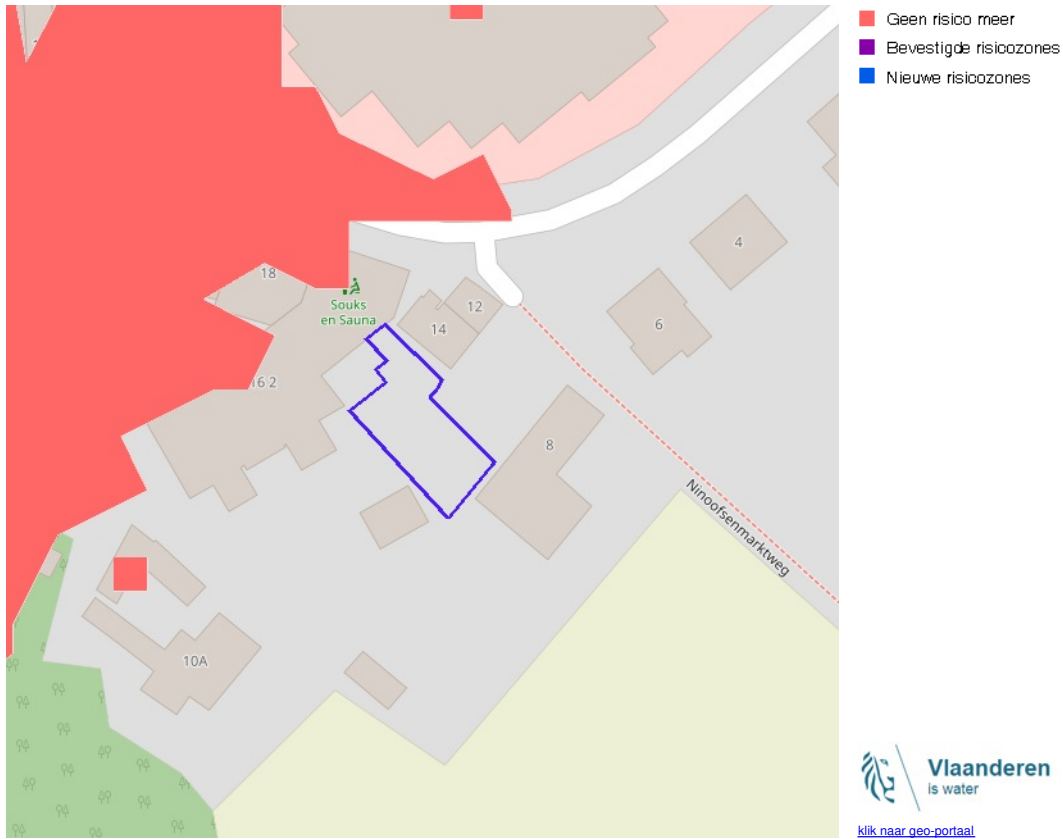 Geen risico meer
Bevestigde risicozones
Nieuwe risicozones
4
18
Souks
en Sauna
12
14
6
16 2
8
Ninoofsenmarktweg
10A
Vlaanderen
is water
klik naar geo-portaal